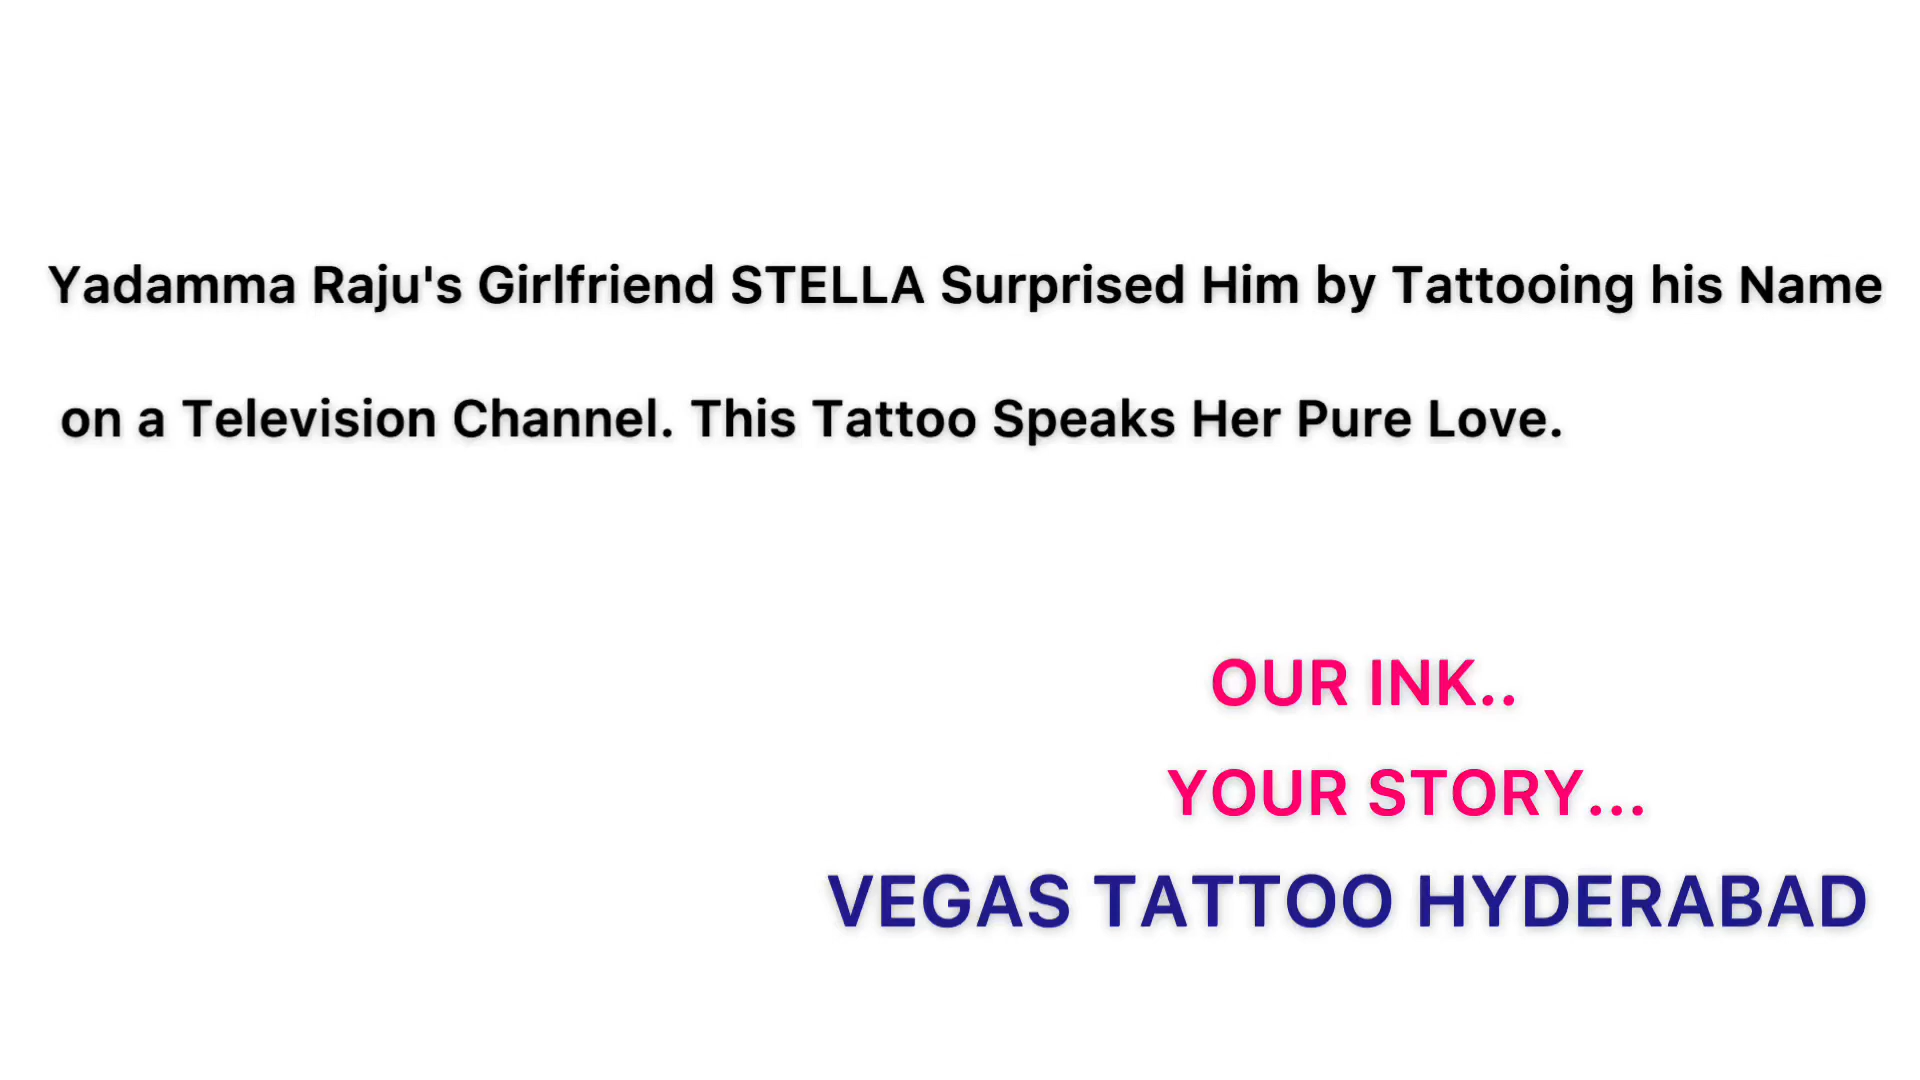 Yadamma Raju's Girlfriend STELLA Surprised Him by Tattooing his Name
on a Television Channel. This Tattoo Speaks Her Pure Love.
OUR INK..
YOUR STORY...
VEGAS TATTOO HYDERABAD